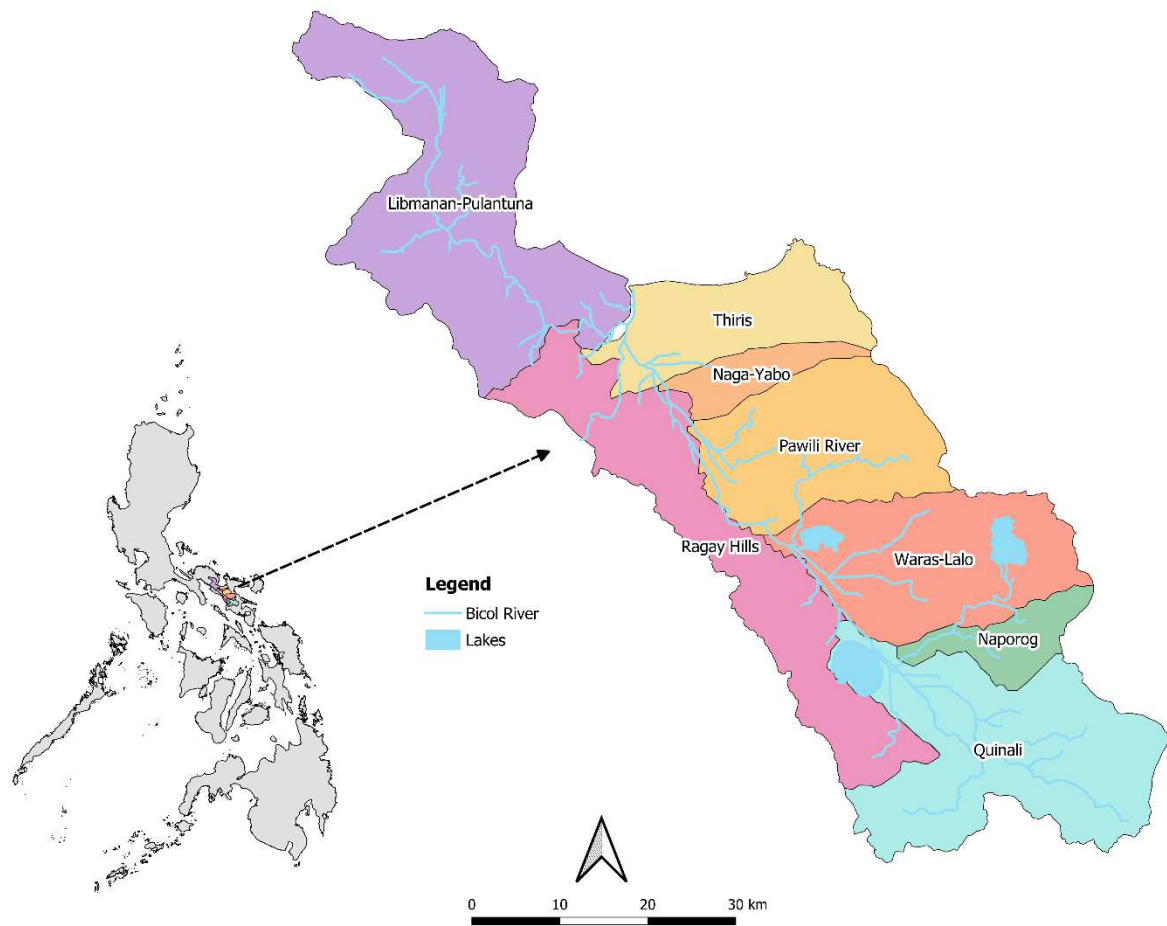 Libmanan-Pulantuna
Thiris
Naga-Yabo
Pawili River
Ragay Hills
Waras-Lalo
Naporog
Quinali
Legend
Bicol River
Lakes
0 10 20 30 km